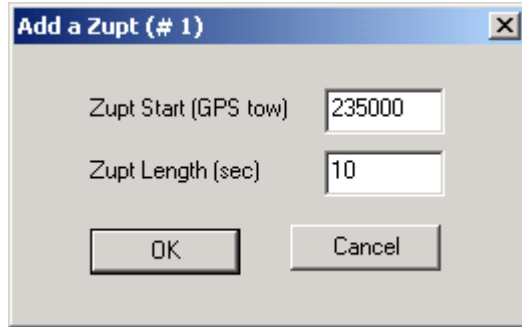 Add a Zupt (# 1)
Zupt Start (GPS tow) 235000
Zupt Length (sec) 10
OK Cancel